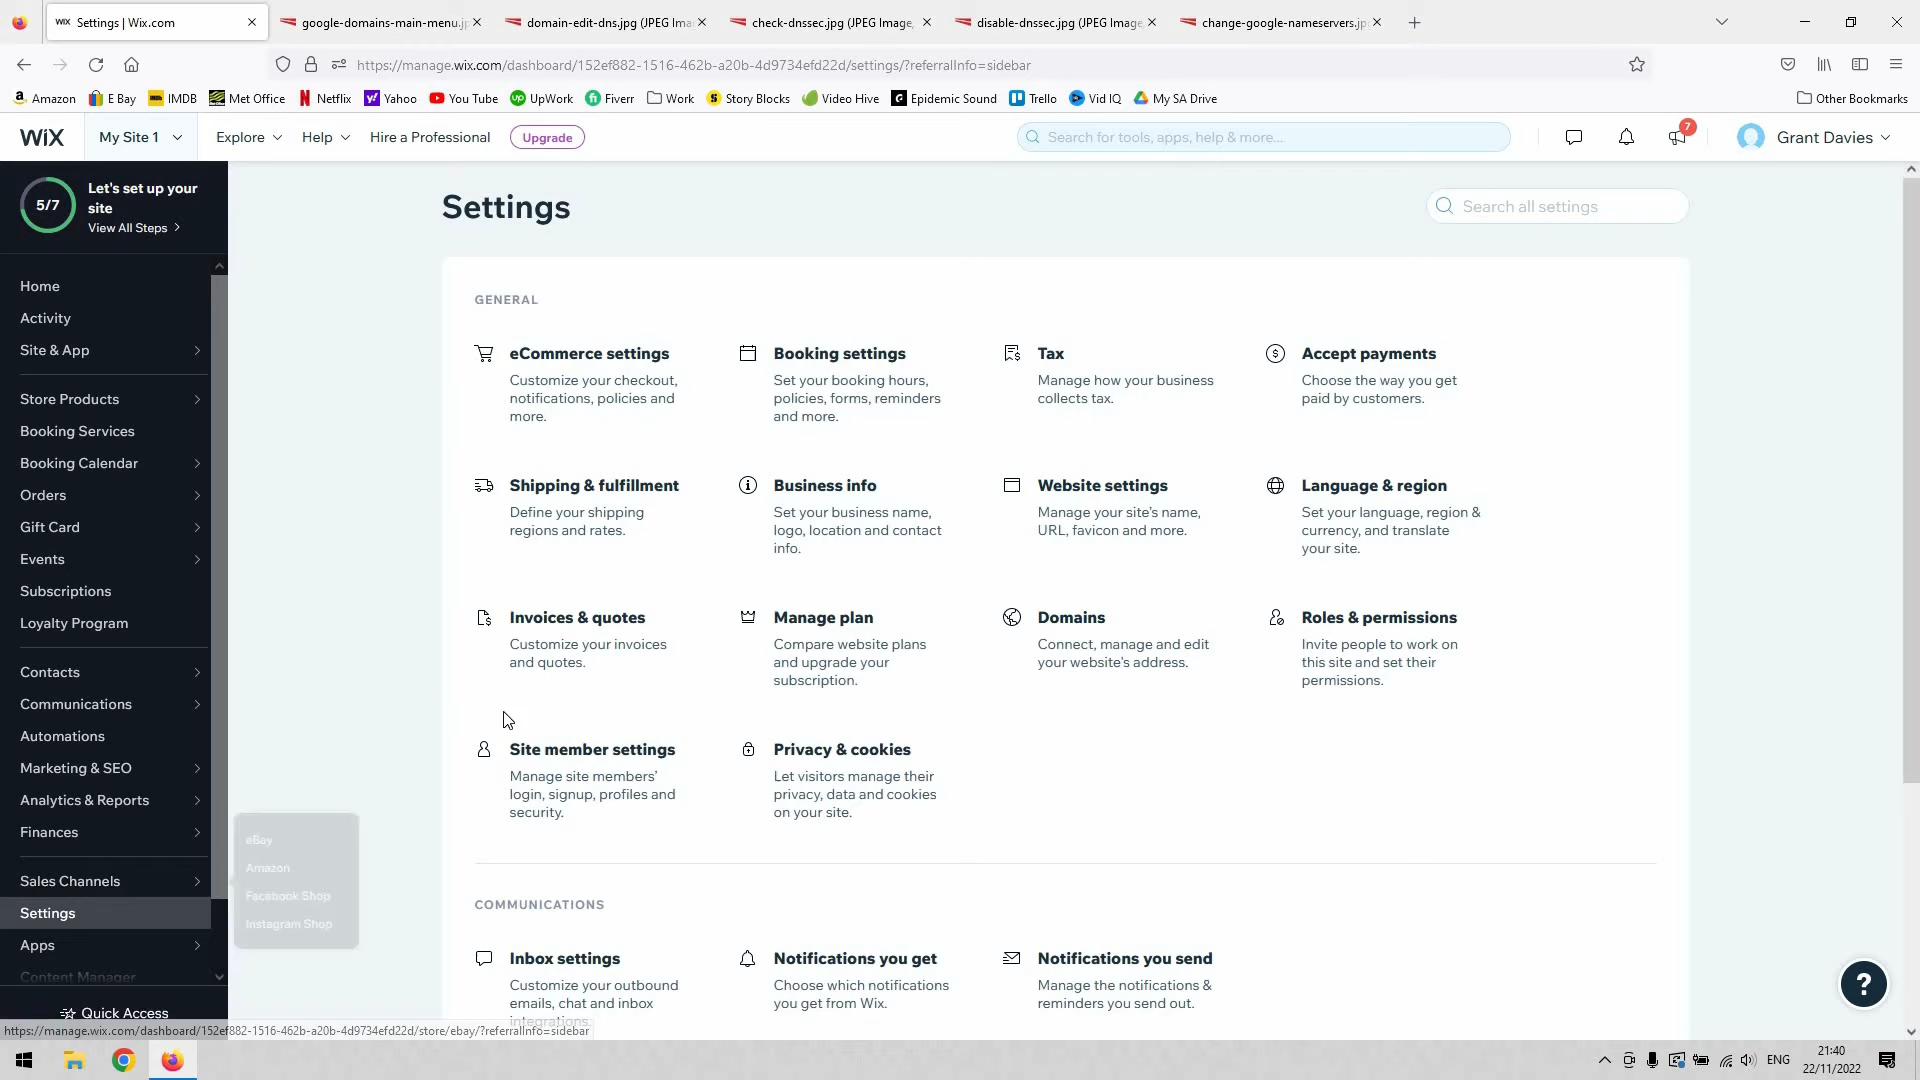 WiX Settings | Wix.com
google-domains-main-menu.j
domain-edit-dns.jpg (JPEG Ima
check-dnssec.jpg (JPEG Image,
disable-dnssec.jpg (JPEG Image,
change-google-nameservers.jp
https://manage.wix.com/dashboard/152ef882-1516-462b-a20b-4d9734efd22d/settings/?referralInfo=sidebar
Amazon E Bay IMDB Met Office Netflix Yahoo You Tube UpWork Fiverr Work Story Blocks Video Hive Epidemic Sound Trello Vid IQ My SA Drive Other Bookmarks
WiX My Site 1 Explore Help Hire a Professional Upgrade Search for tools, apps, help & more... 7 Grant Davies
5/7
Let's set up your
site
View All Steps
Home
Activity
Site & App
Store Products
Booking Services
Booking Calendar
Orders
Gift Card
Events
Subscriptions
Loyalty Program
Contacts
Communications
Automations
Marketing & SEO
Analytics & Reports
Finances
Sales Channels
Settings
Apps
Content Manager
Quick Access
eBay
Amazon
Facebook Shop
Instagram Shop
Settings
Search all settings
GENERAL
eCommerce settings
Customize your checkout,
notifications, policies and
more.
Booking settings
Set your booking hours,
policies, forms, reminders
and more.
Tax
Manage how your business
collects tax.
Accept payments
Choose the way you get
paid by customers.
Shipping & fulfillment
Define your shipping
regions and rates.
Business info
Set your business name,
logo, location and contact
info.
Website settings
Manage your site's name,
URL, favicon and more.
Language & region
Set your language, region &
currency, and translate
your site.
Invoices & quotes
Customize your invoices
and quotes.
Manage plan
Compare website plans
and upgrade your
subscription.
Domains
Connect, manage and edit
your website's address.
Roles & permissions
Invite people to work on
this site and set their
permissions.
Site member settings
Manage site members'
login, signup, profiles and
security.
Privacy & cookies
Let visitors manage their
privacy, data and cookies
on your site.
COMMUNICATIONS
Inbox settings
Customize your outbound
emails, chat and inbox
integrations.
Notifications you get
Choose which notifications
you get from Wix.
Notifications you send
Manage the notifications &
reminders you send out.
?
https://manage.wix.com/dashboard/152ef882-1516-462b-a20b-4d9734efd22d/store/ebay/?referralInfo=sidebar
ENG
21:40
22/11/2022